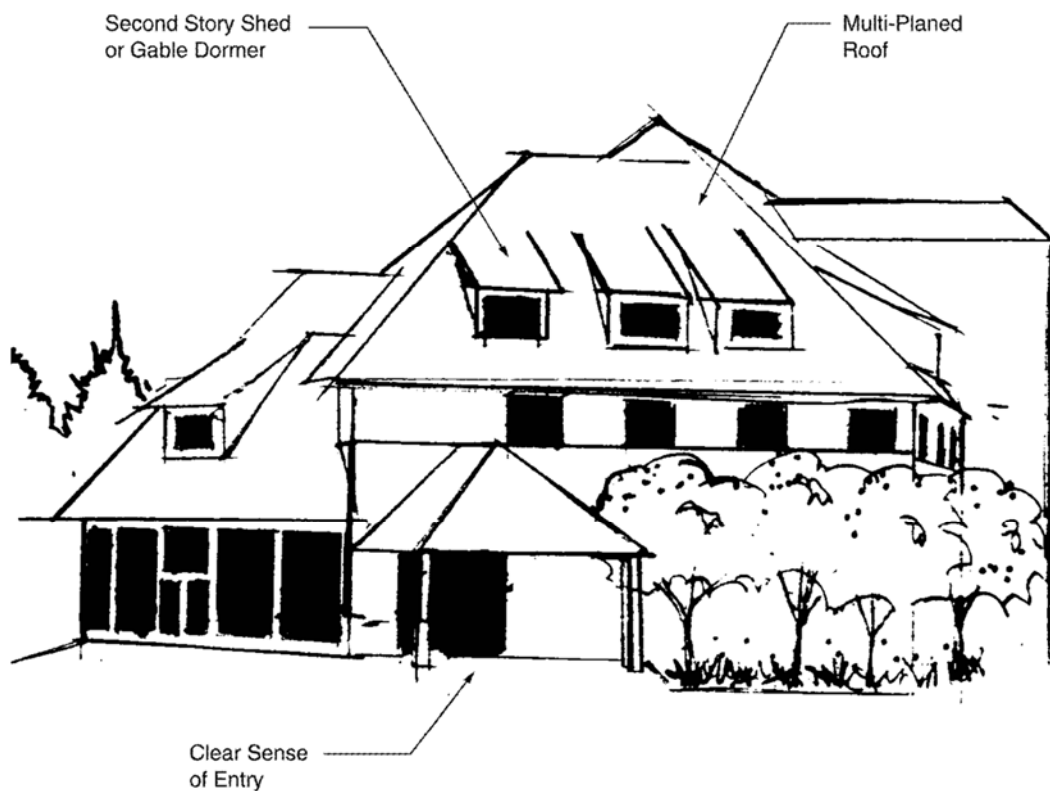 Second Story Shed
or Gable Dormer
Multi-Planed
Roof
Clear Sense
of Entry